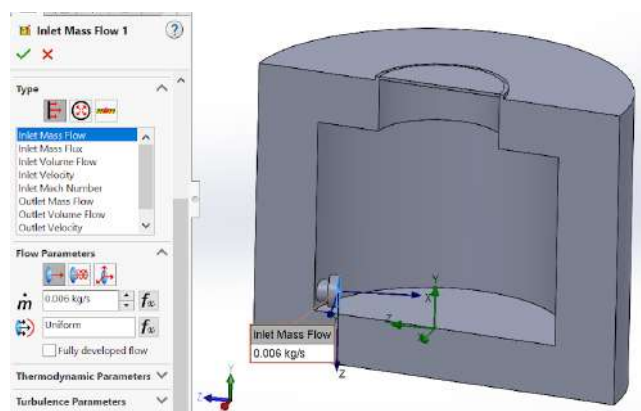 Inlet Mass Flow 1
?
Type
Inlet Mass Flow
Inlet Mass Flux
Inlet Volume Flow
Inlet Velocity
Inlet Mach Number
Outlet Mass Flow
Outlet Volume Flow
Outlet Velocity
Flow Parameters
ṁ 0.006 kg/s fx
Uniform fx
Fully developed flow
Thermodynamic Parameters
Turbulence Parameters
Inlet Mass Flow
0.006 kg/s
X
Z
Y
Z
X
Y
Z